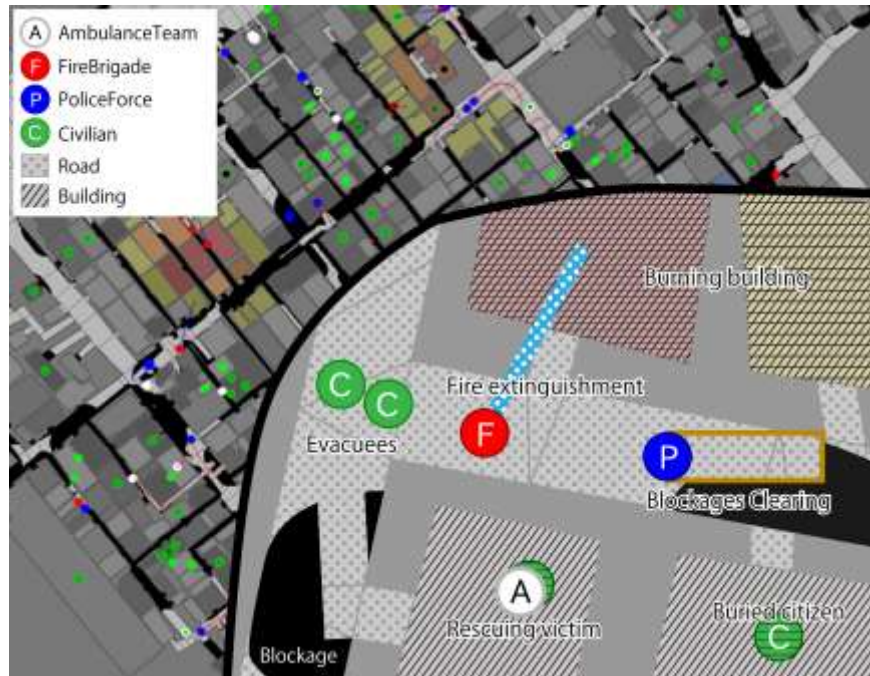 A AmbulanceTeam
F FireBrigade
P PoliceForce
C Civilian
Road
Building
Burning building
Fire extinguishment
C
C
Evacuees
F
P
Blockages Clearing
A
Rescuing victim
Buried citizen
C
Blockage